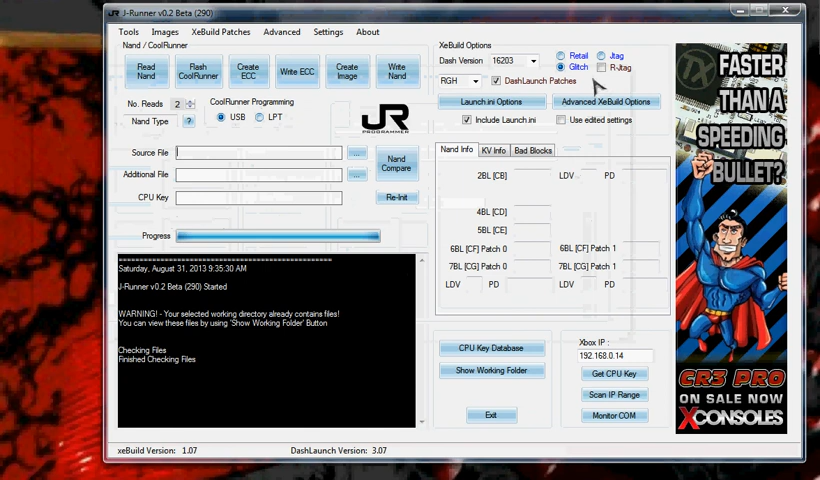 J-Runner v0.2 Beta (290)
Tools Images XeBuild Patches Advanced Settings About
Nand / CoolRunner
Read Nand
Flash CoolRunner
Create ECC
Write ECC
Create Image
Write Nand
No. Reads 2
CoolRunner Programming
Nand Type ?
USB LPT
JR
PROGRAMMER
Source File ...
Additional File ...
Nand Compare
CPU Key
Re-Init
Progress
Saturday, August 31, 2013 9:35:30 AM
J-Runner v0.2 Beta (290) Started
WARNING! - Your selected working directory already contains files!
You can view these files by using 'Show Working Folder' Button
Checking Files
Finished Checking Files
XeBuild Options
Dash Version 16203
Retail Jtag
Glitch R-Jtag
RGH DashLaunch Patches
Launch.ini Options
Advanced XeBuild Options
Include Launch.ini
Use edited settings
Nand Info KV Info Bad Blocks
2BL [CB] LDV PD
4BL [CD]
5BL [CE]
6BL [CF] Patch 0 6BL [CF] Patch 1
7BL [CG] Patch 0 7BL [CG] Patch 1
LDV PD LDV PD
CPU Key Database
Show Working Folder
Exit
Xbox IP :
192.168.0.14
Get CPU Key
Scan IP Range
Monitor COM
FASTER
THAN A
SPEEDING
BULLET?
CR3 PRO
ON SALE NOW
XCONSOLES
xeBuild Version: 1.07 DashLaunch Version: 3.07